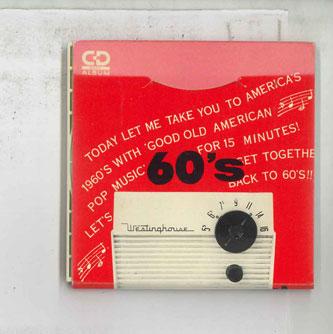 CD
ALBUM
TODAY LET ME TAKE YOU TO AMERICA'S
1960'S WITH 'GOOD OLD AMERICAN
POP MUSIC' FOR 15 MINUTES!
LET'S GET TOGETHE
BACK TO 60'S!!
60's
Westinghouse